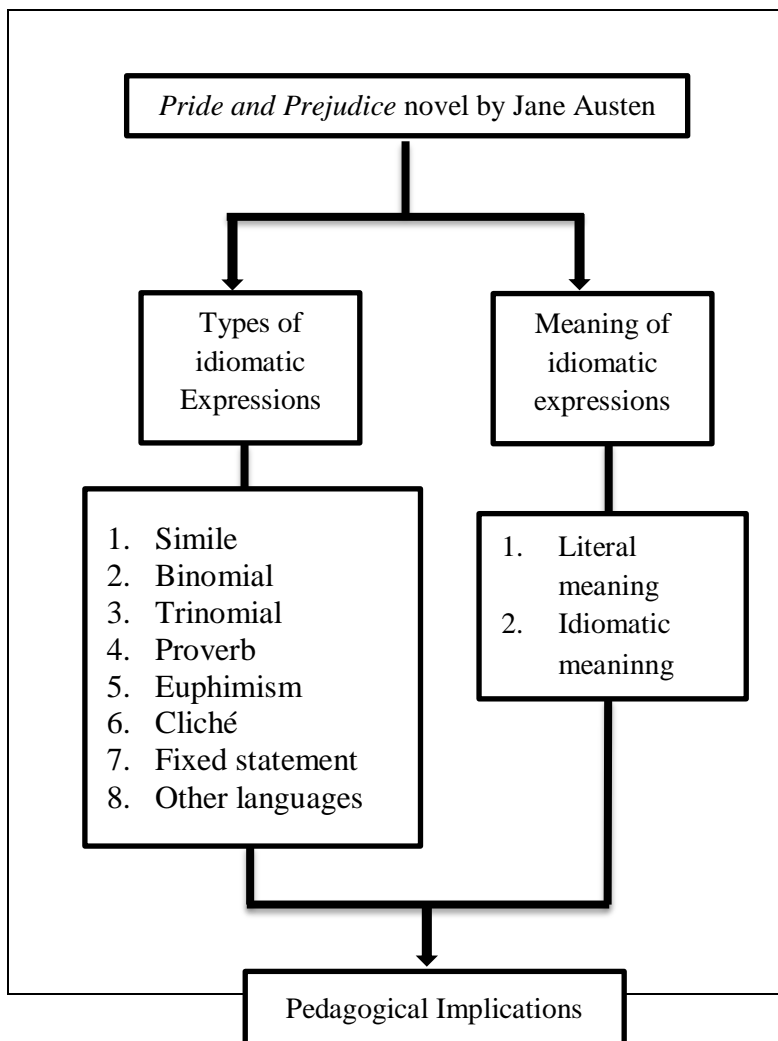 Pride and Prejudice novel by Jane Austen
Types of
idiomatic
Expressions
Meaning of
idiomatic
expressions
1. Simile
2. Binomial
3. Trinomial
4. Proverb
5. Euphimism
6. Cliché
7. Fixed statement
8. Other languages
1. Literal
meaning
2. Idiomatic
meaninng
Pedagogical Implications